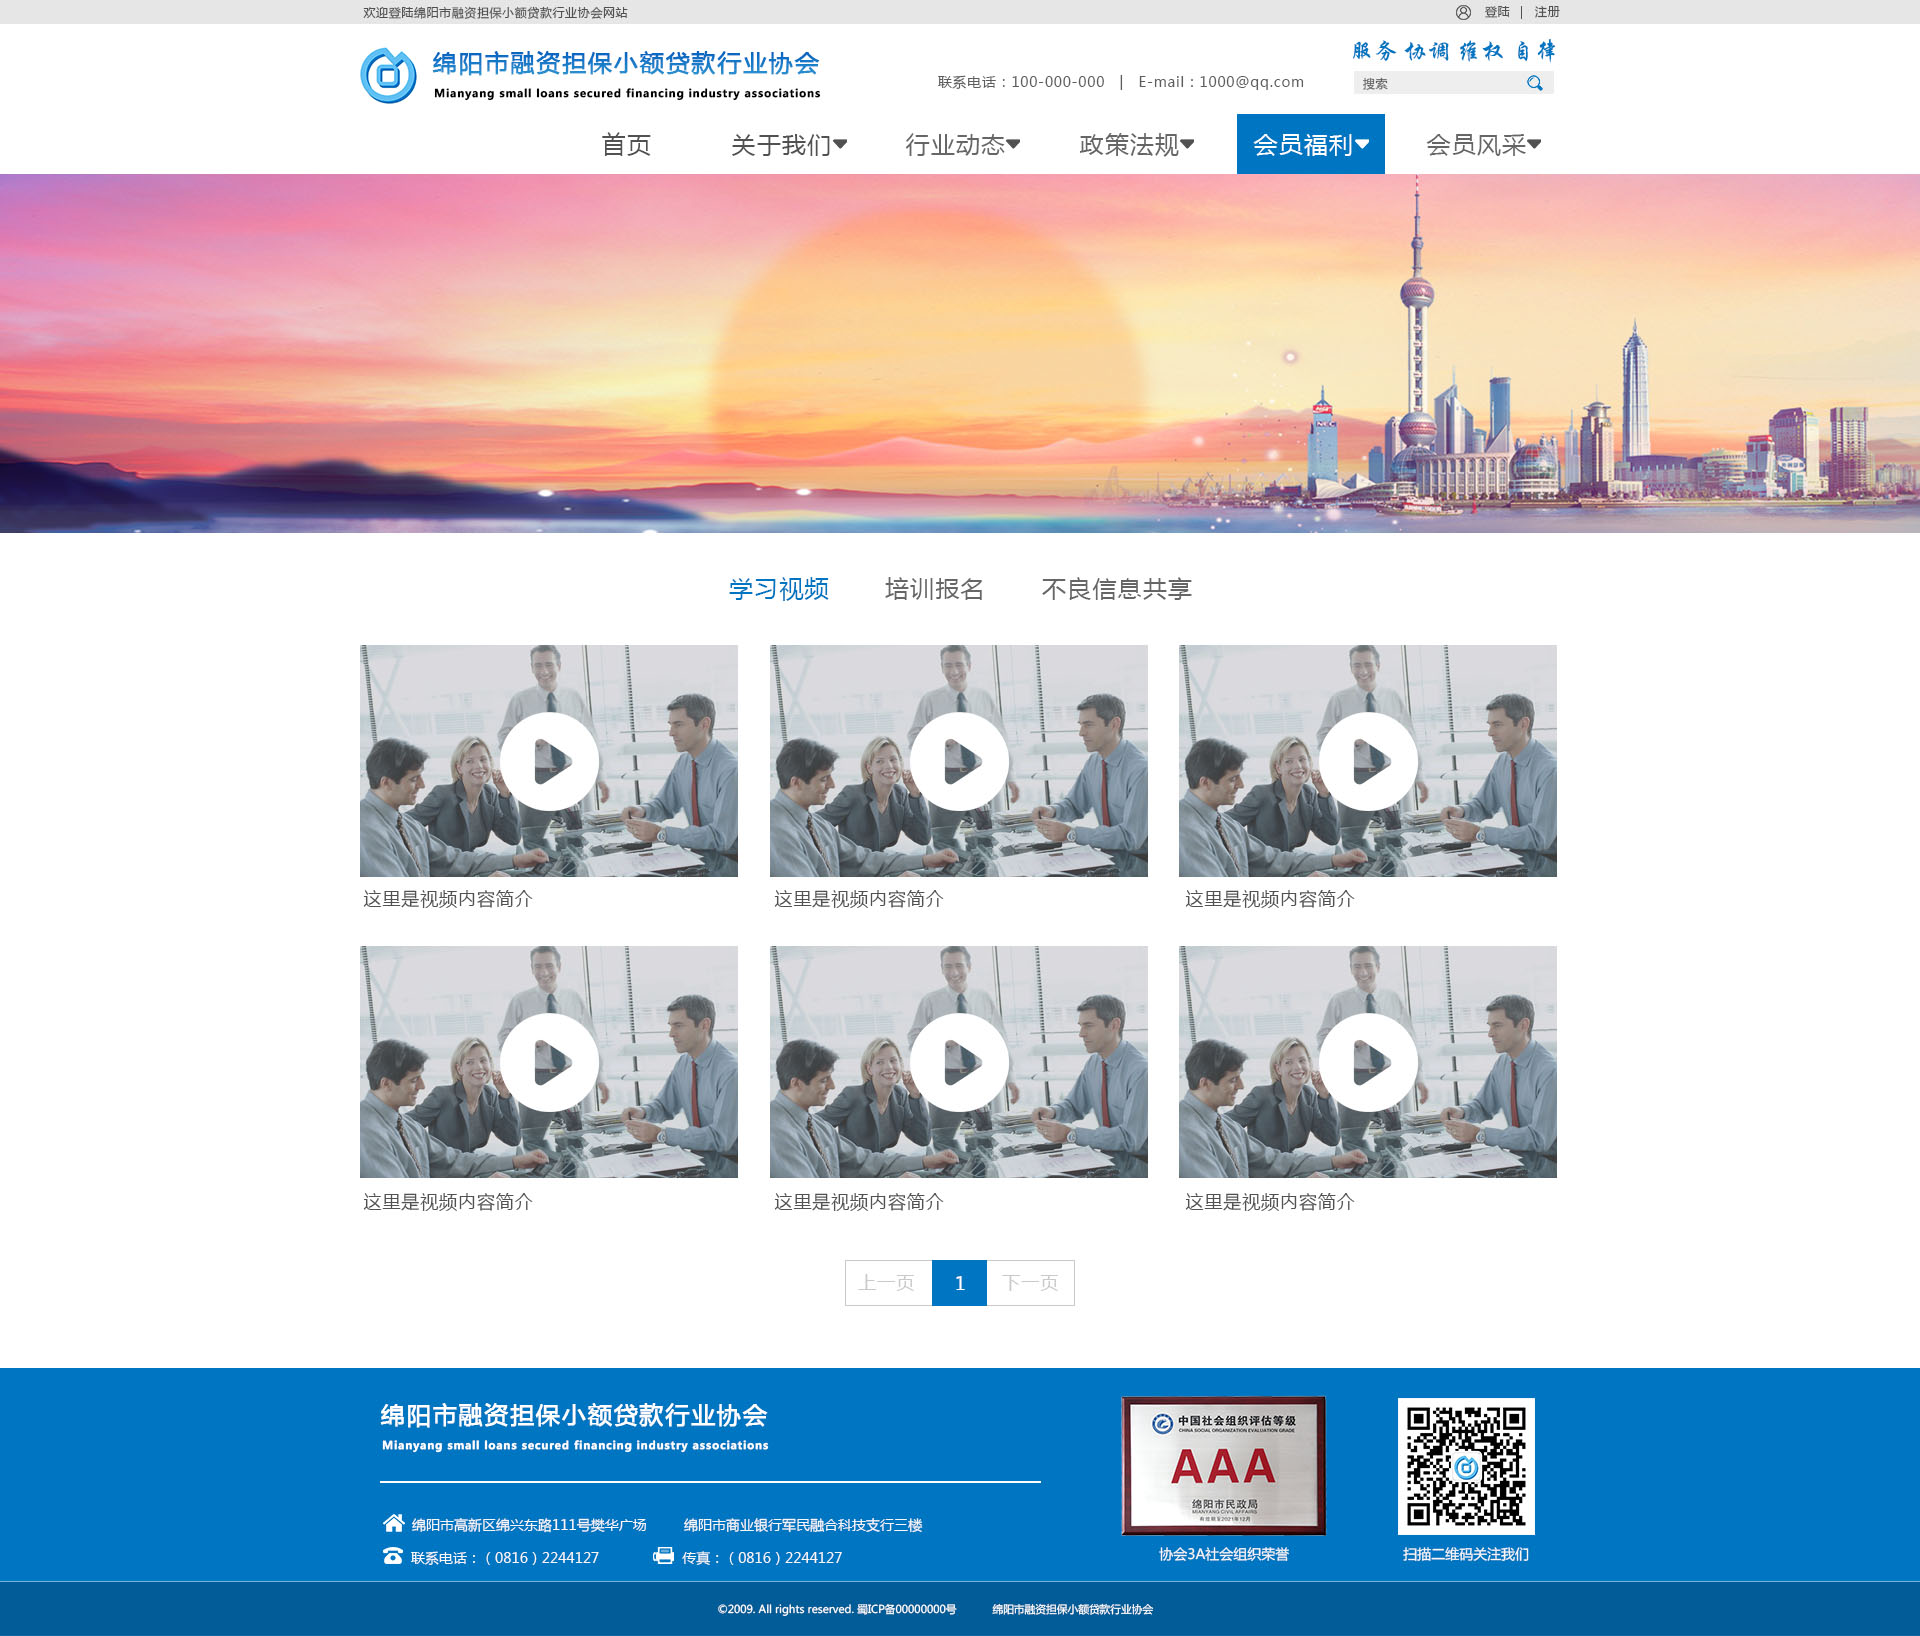 欢迎登陆绵阳市融资担保小额贷款行业协会网站
登陆 | 注册
绵阳市融资担保小额贷款行业协会
Mianyang small loans secured financing industry associations
联系电话：100-000-000 | E-mail：1000@qq.com
服务 协调 维权 自律
搜索
首页 关于我们 行业动态 政策法规 会员福利 会员风采
NEC
学习视频 培训报名 不良信息共享
这里是视频内容简介 这里是视频内容简介 这里是视频内容简介
这里是视频内容简介 这里是视频内容简介 这里是视频内容简介
上一页 1 下一页
绵阳市融资担保小额贷款行业协会
Mianyang small loans secured financing industry associations
中国社会组织评估等级
CHINA SOCIAL ORGANIZATION EVALUATION GRADE
AAA
绵阳市民政局
MIANYANG CIVIL AFFAIRS
有效期至2021年12月
绵阳市高新区绵兴东路111号樊华广场 绵阳市商业银行军民融合科技支行三楼
联系电话：（0816）2244127 传真：（0816）2244127
协会3A社会组织荣誉 扫描二维码关注我们
©2009. All rights reserved. 蜀ICP备00000000号 绵阳市融资担保小额贷款行业协会